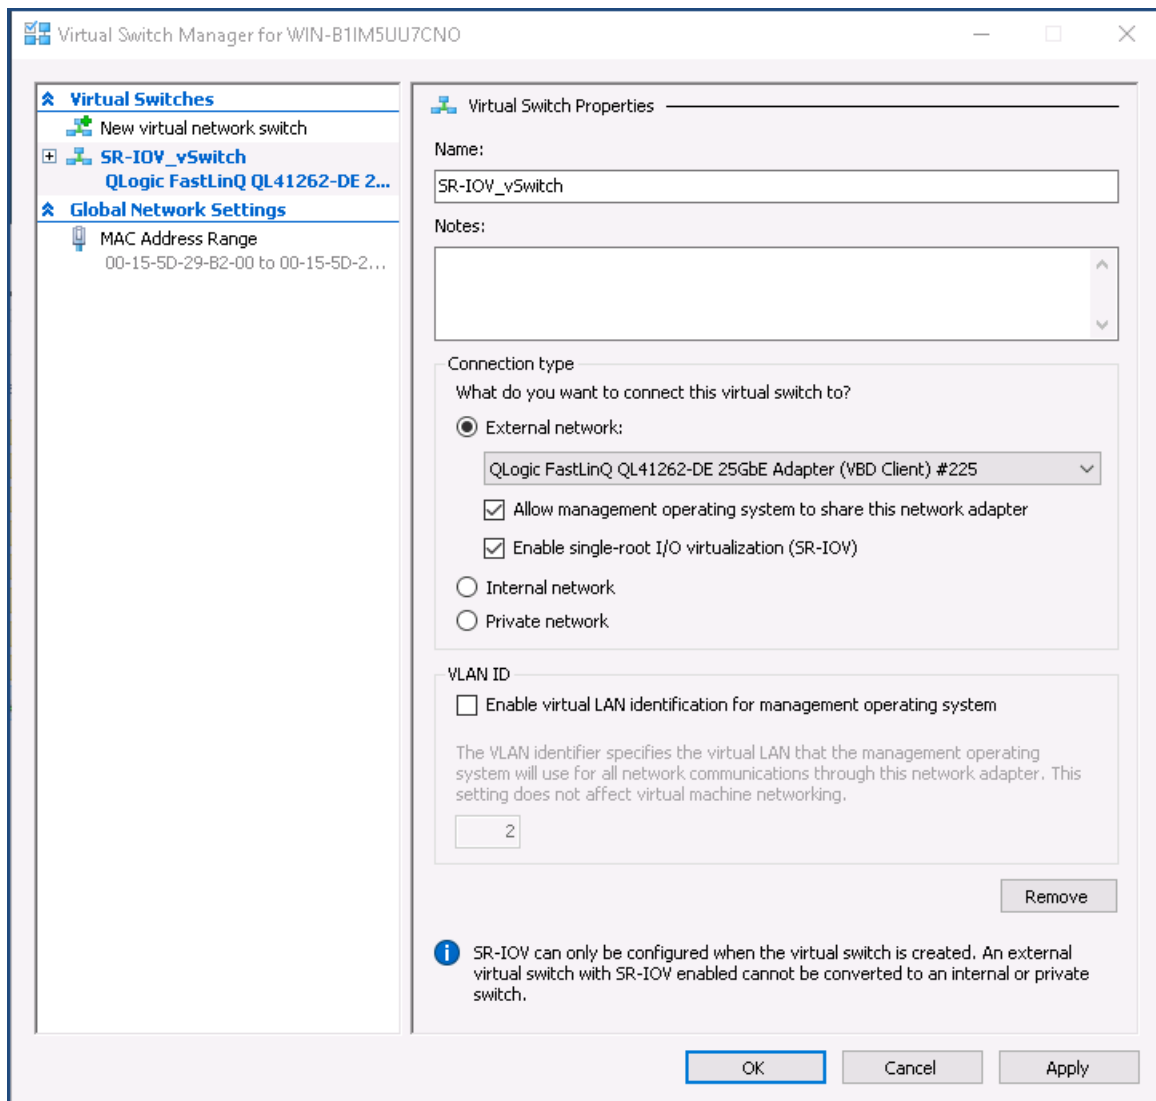 Virtual Switch Manager for WIN-B1IM5UU7CNO
Virtual Switches
New virtual network switch
SR-IOV_vSwitch
QLogic FastLinQ QL41262-DE 2...
Global Network Settings
MAC Address Range
00-15-5D-29-B2-00 to 00-15-5D-2...
Virtual Switch Properties
Name:
SR-IOV_vSwitch
Notes:
Connection type
What do you want to connect this virtual switch to?
External network:
QLogic FastLinQ QL41262-DE 25GbE Adapter (VBD Client) #225
Allow management operating system to share this network adapter
Enable single-root I/O virtualization (SR-IOV)
Internal network
Private network
VLAN ID
Enable virtual LAN identification for management operating system
The VLAN identifier specifies the virtual LAN that the management operating
system will use for all network communications through this network adapter. This
setting does not affect virtual machine networking.
2
Remove
SR-IOV can only be configured when the virtual switch is created. An external
virtual switch with SR-IOV enabled cannot be converted to an internal or private
switch.
OK
Cancel
Apply